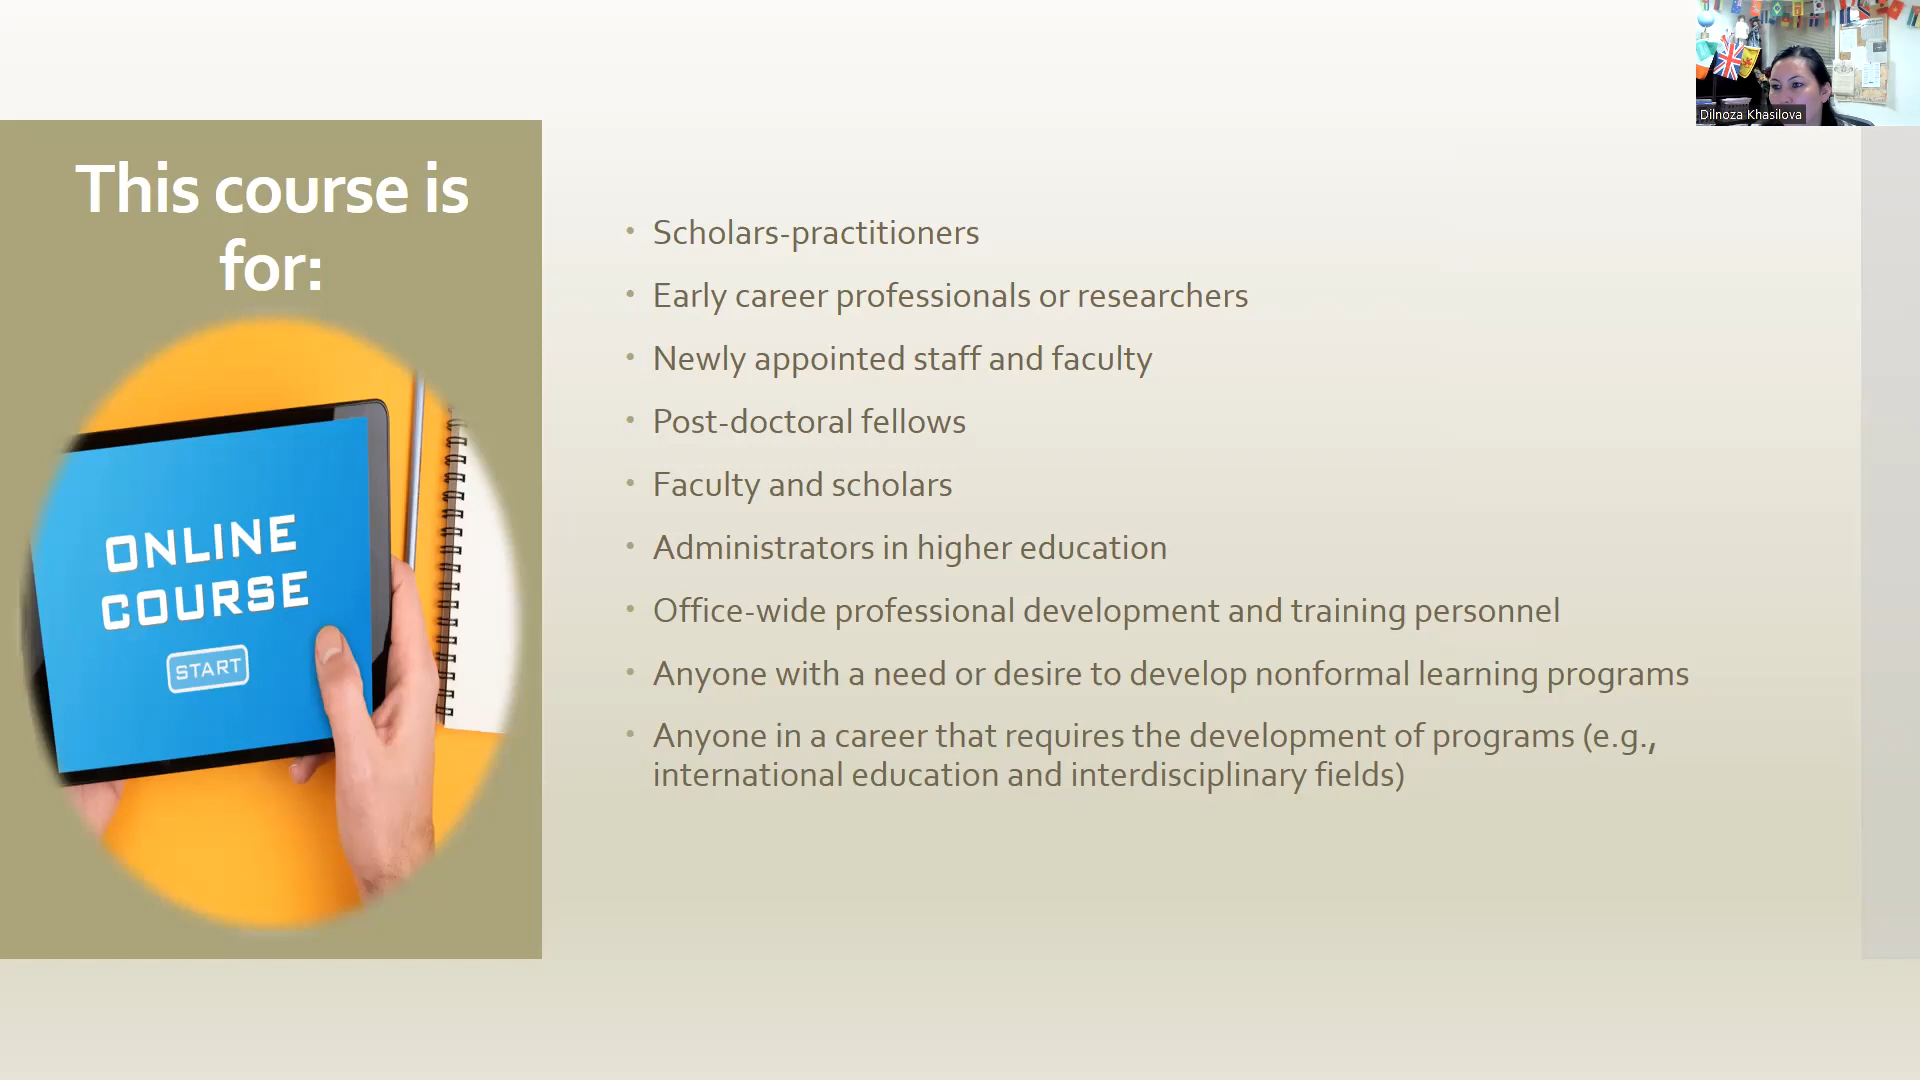 Dilnoza Khasilova
This course is
for:
ONLINE
COURSE
START
• Scholars-practitioners
• Early career professionals or researchers
• Newly appointed staff and faculty
• Post-doctoral fellows
• Faculty and scholars
• Administrators in higher education
• Office-wide professional development and training personnel
• Anyone with a need or desire to develop nonformal learning programs
• Anyone in a career that requires the development of programs (e.g.,
international education and interdisciplinary fields)